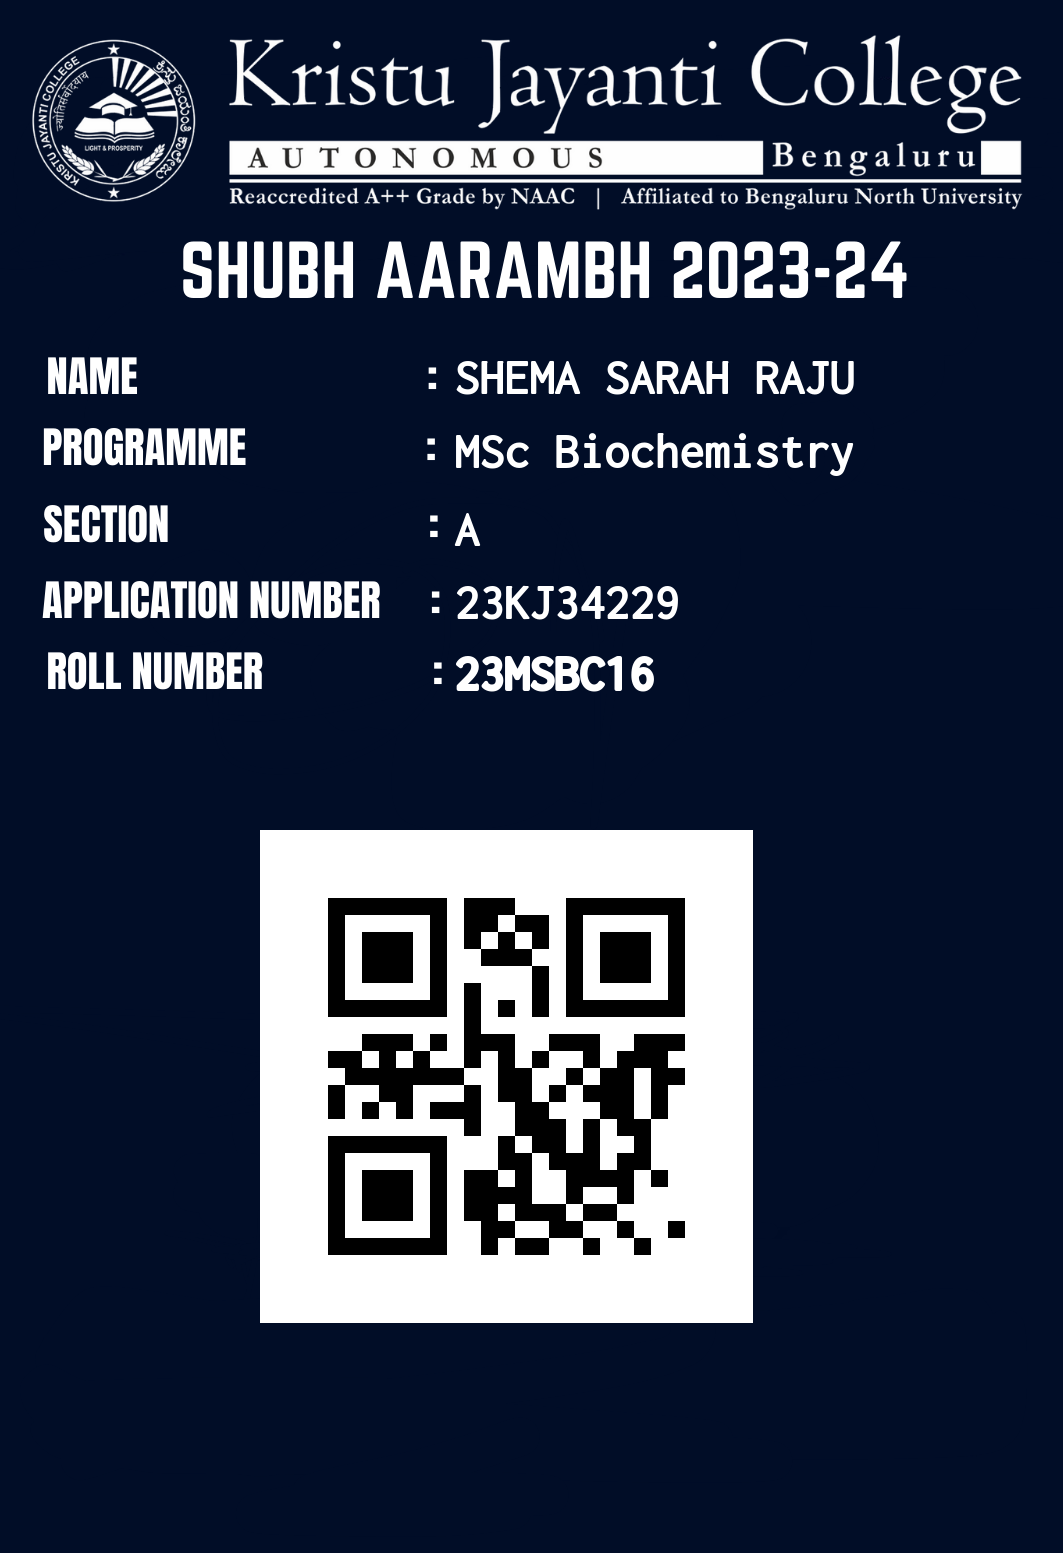 Kristu Jayanti College
AUTONOMOUS Bengaluru
Reaccredited A++ Grade by NAAC | Affiliated to Bengaluru North University
KRISTU JAYANTI COLLEGE
LIGHT & PROSPERITY
SHUBH AARAMBH 2023-24
NAME : SHEMA SARAH RAJU
PROGRAMME : MSc Biochemistry
SECTION : A
APPLICATION NUMBER : 23KJ34229
ROLL NUMBER : 23MSBC16